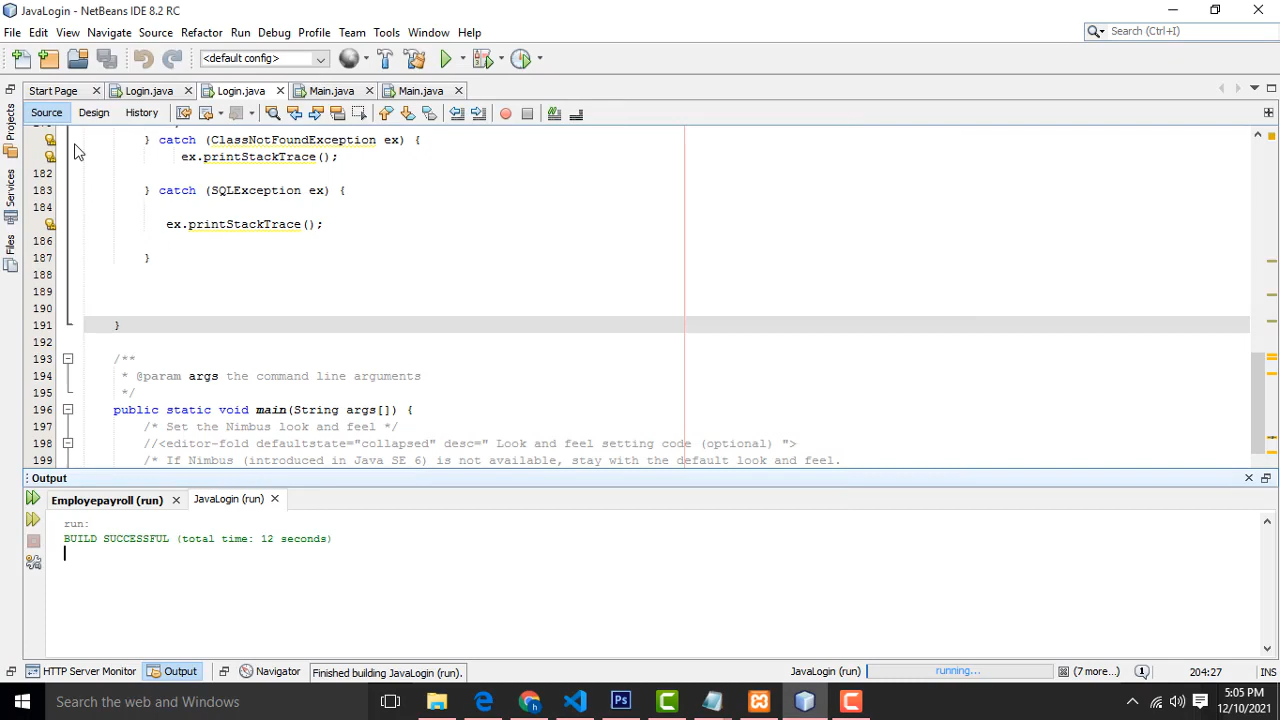 JavaLogin - NetBeans IDE 8.2 RC
File Edit View Navigate Source Refactor Run Debug Profile Team Tools Window Help
Search (Ctrl+I)
<default config>
Start Page Login.java Login.java Main.java Main.java
Source Design History
Projects
Services
Files
} catch (ClassNotFoundException ex) {
ex.printStackTrace();
182
183 } catch (SQLException ex) {
184
ex.printStackTrace();
186
187 }
188
189
190
191 }
192
193 /**
194 * @param args the command line arguments
195 */
196 public static void main(String args[]) {
197 /* Set the Nimbus look and feel */
198 //<editor-fold defaultstate="collapsed" desc=" Look and feel setting code (optional) ">
199 /* If Nimbus (introduced in Java SE 6) is not available, stay with the default look and feel.
Output
Employepayroll (run) JavaLogin (run)
run:
BUILD SUCCESSFUL (total time: 12 seconds)
HTTP Server Monitor Output Navigator Finished building JavaLogin (run). JavaLogin (run) running... (7 more...) 1 204:27 INS
Search the web and Windows
5:05 PM
12/10/2021